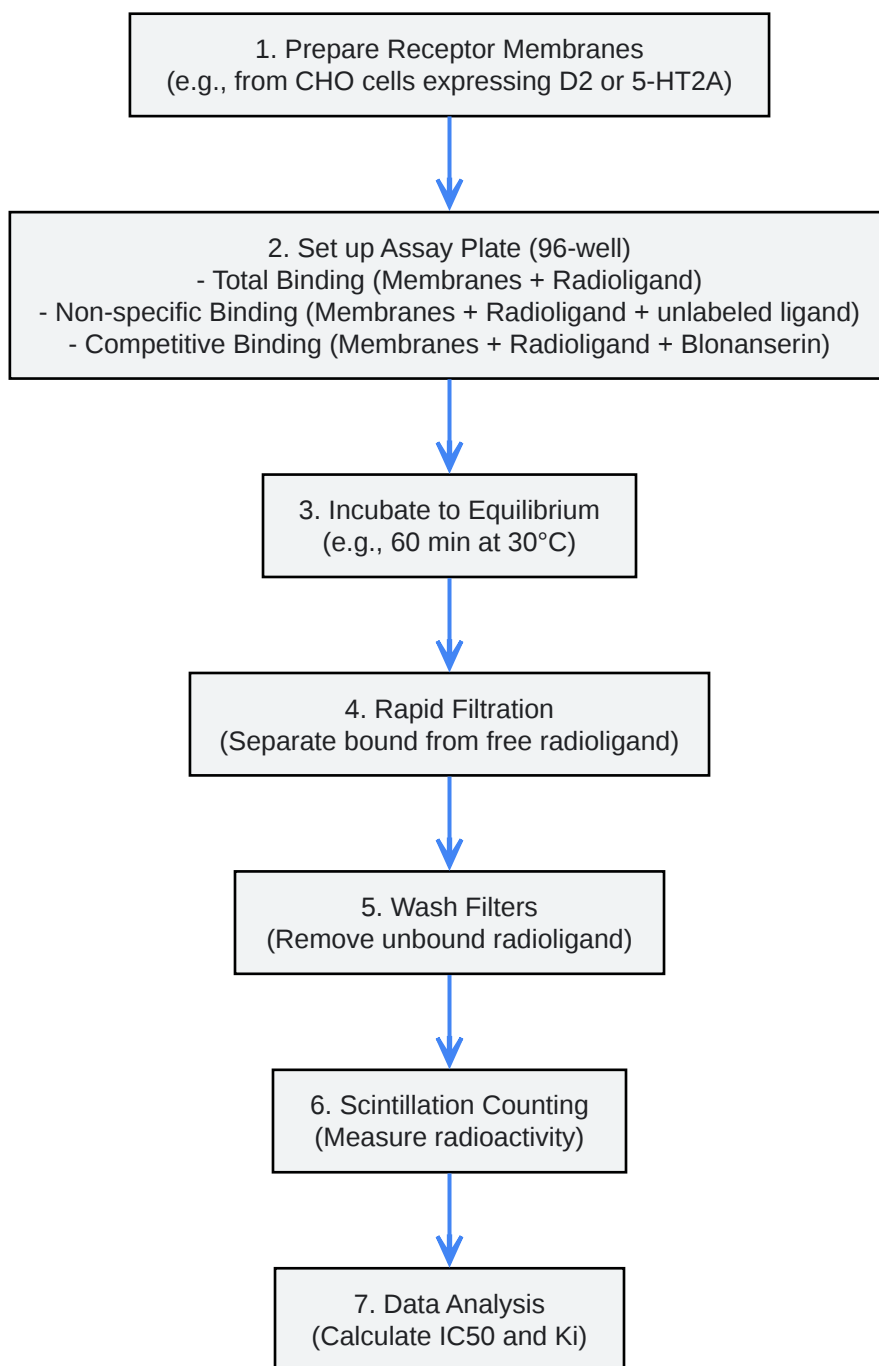 1. Prepare Receptor Membranes
(e.g., from CHO cells expressing D2 or 5-HT2A)
2. Set up Assay Plate (96-well)
- Total Binding (Membranes + Radioligand)
- Non-specific Binding (Membranes + Radioligand + unlabeled ligand)
- Competitive Binding (Membranes + Radioligand + Blonanserin)
3. Incubate to Equilibrium
(e.g., 60 min at 30°C)
4. Rapid Filtration
(Separate bound from free radioligand)
5. Wash Filters
(Remove unbound radioligand)
6. Scintillation Counting
(Measure radioactivity)
7. Data Analysis
(Calculate IC50 and Ki)